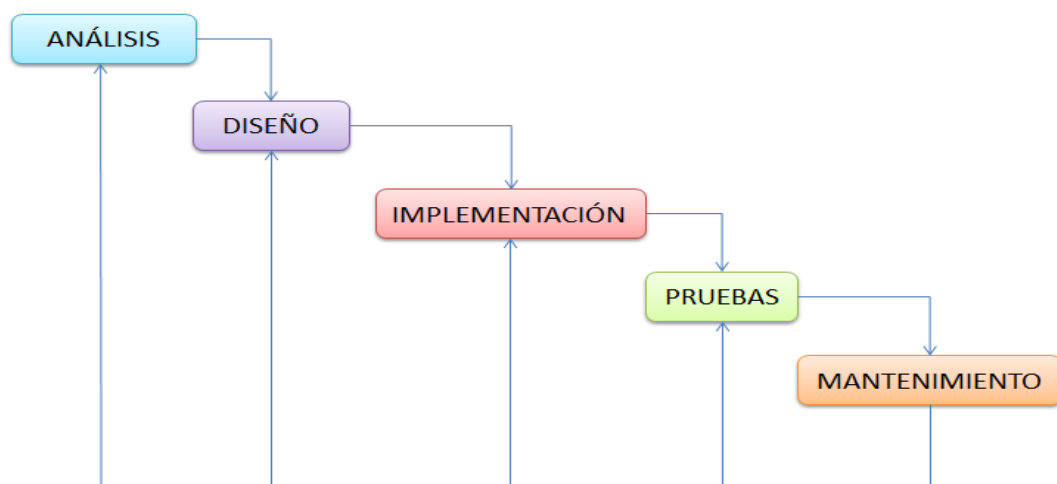 ANÁLISIS
DISEÑO
IMPLEMENTACIÓN
PRUEBAS
MANTENIMIENTO